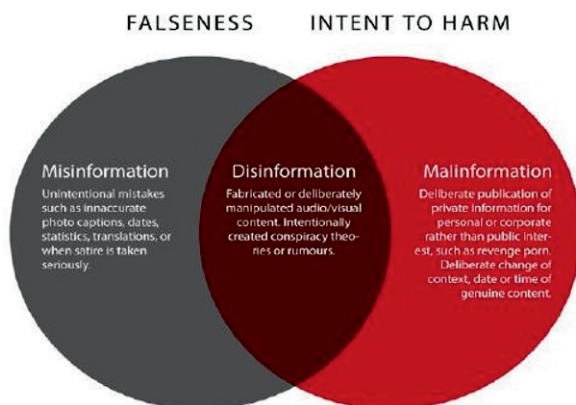 FALSENESS INTENT TO HARM
Misinformation
Unintentional mistakes
such as innaccurate
photo captions, dates,
statistics, translations, or
when satire is taken
seriously.
Disinformation
Fabricated or deliberately
manipulated audio/visual
content. Intentionally
created conspiracy theo-
ries or rumours.
Malinformation
Deliberate publication of
private information for
personal or corporate
rather than public inter-
est, such as revenge porn.
Deliberate change of
context, date or time of
genuine content.